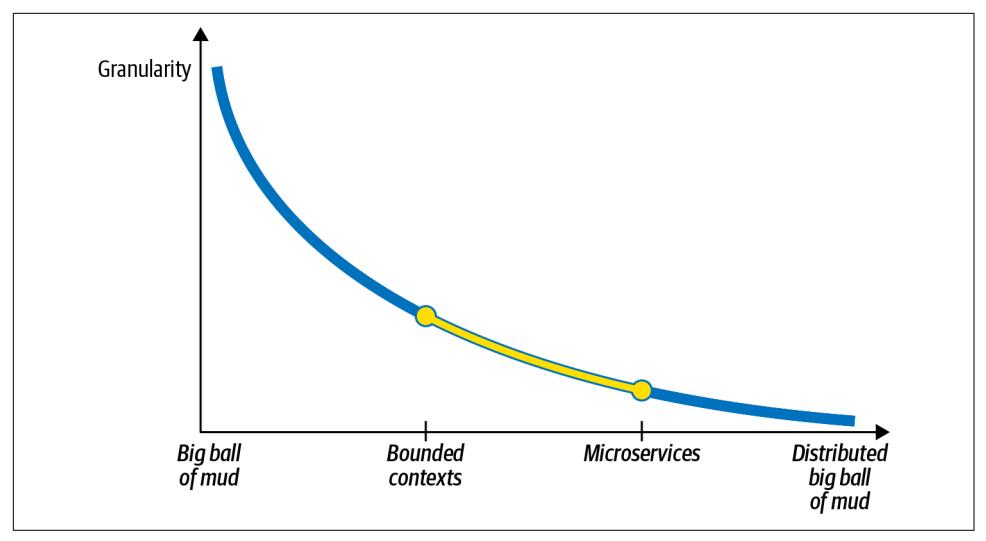 Granularity
Big ball
of mud
Bounded
contexts
Microservices
Distributed
big ball
of mud